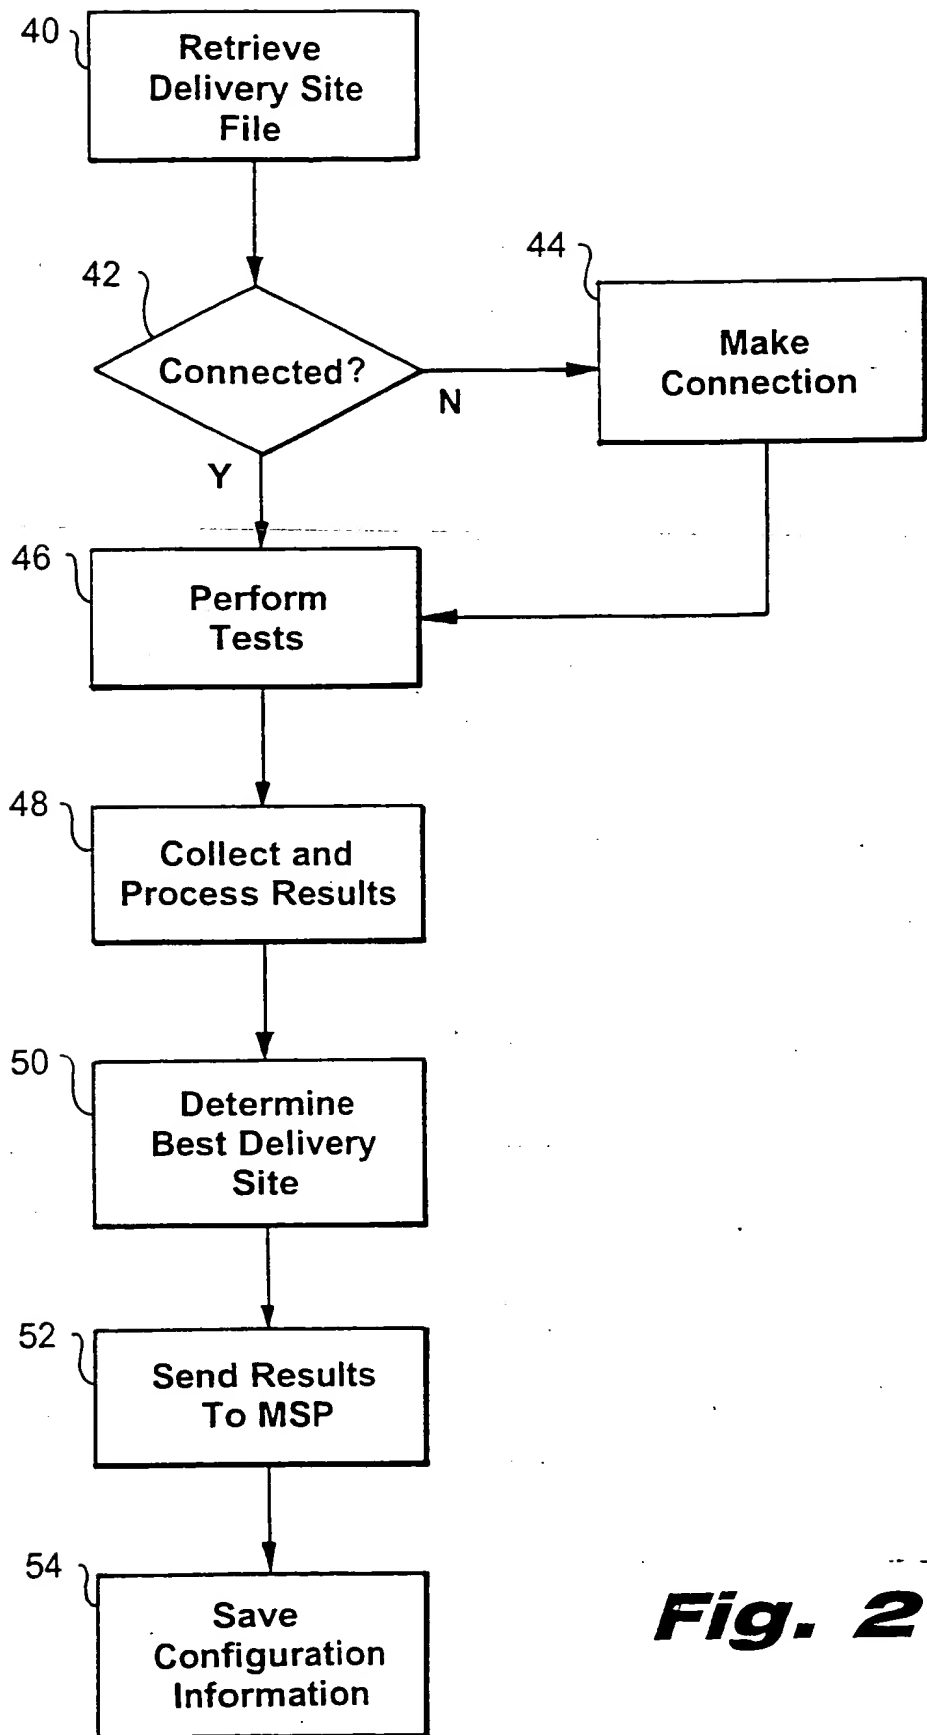 40
Retrieve
Delivery Site
File
42
Connected?
N
Y
44
Make
Connection
46
Perform
Tests
48
Collect and
Process Results
50
Determine
Best Delivery
Site
52
Send Results
To MSP
54
Save
Configuration
Information
Fig. 2